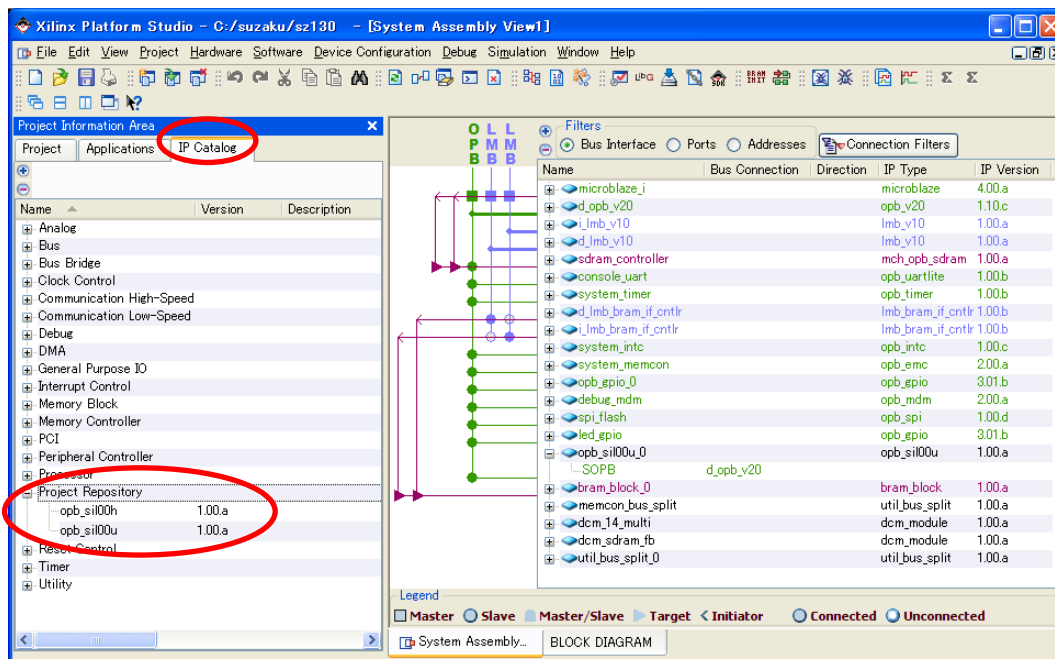 Xilinx Platform Studio - C:/suzaku/sz130 - [System Assembly View1]
File Edit View Project Hardware Software Device Configuration Debug Simulation Window Help
Project Information Area
Project Applications IP Catalog
Name Version Description
Analog
Bus
Bus Bridge
Clock Control
Communication High-Speed
Communication Low-Speed
Debug
DMA
General Purpose IO
Interrupt Control
Memory Block
Memory Controller
PCI
Peripheral Controller
Processor
Project Repository
opb_sil00h 1.00.a
opb_sil00u 1.00.a
Reset Control
Timer
Utility
OPB LMB LMB
Filters
Bus Interface Ports Addresses Connection Filters
Name Bus Connection Direction IP Type IP Version
microblaze_i microblaze 4.00.a
d_opb_v20 opb_v20 1.10.c
i_lmb_v10 lmb_v10 1.00.a
d_lmb_v10 lmb_v10 1.00.a
sdram_controller mch_opb_sdram 1.00.a
console_uart opb_uartlite 1.00.b
system_timer opb_timer 1.00.b
d_lmb_bram_if_cntlr lmb_bram_if_cntlr 1.00.b
i_lmb_bram_if_cntlr lmb_bram_if_cntlr 1.00.b
system_intc opb_intc 1.00.c
system_memcon opb_emc 2.00.a
opb_gpio_0 opb_gpio 3.01.b
debug_mdm opb_mdm 2.00.a
spi_flash opb_spi 1.00.d
led_gpio opb_gpio 3.01.b
opb_sil00u_0 opb_sil00u 1.00.a
SOPB d_opb_v20
bram_block_0 bram_block 1.00.a
memcon_bus_split util_bus_split 1.00.a
dcm_14_multi dcm_module 1.00.a
dcm_sdram_fb dcm_module 1.00.a
util_bus_split_0 util_bus_split 1.00.a
Legend
Master Slave Master/Slave Target Initiator Connected Unconnected
System Assembly... BLOCK DIAGRAM